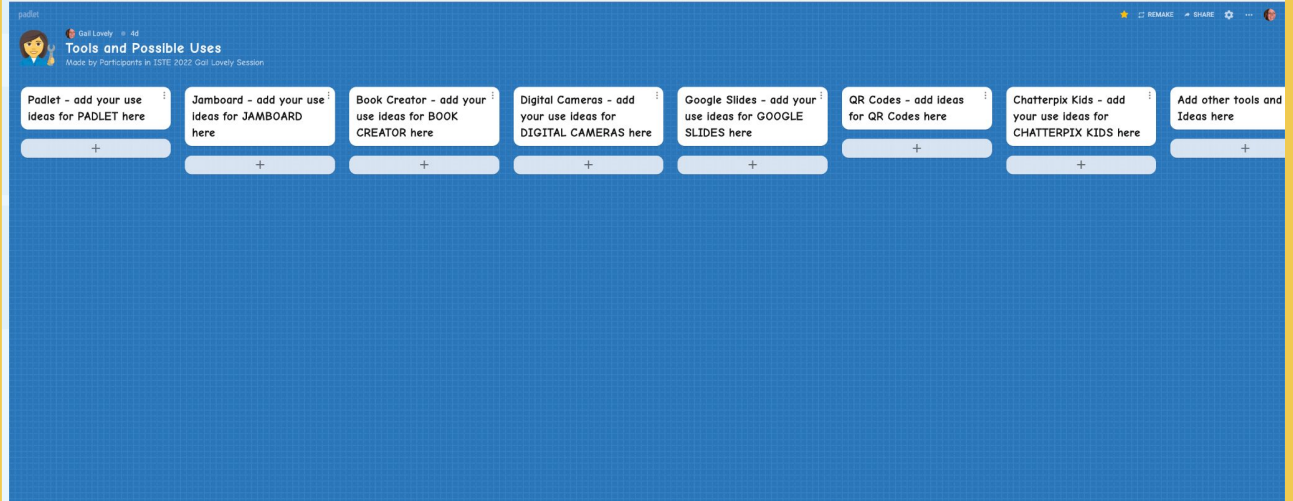 padlet
REMAKE SHARE
Gail Lovely 4d
Tools and Possible Uses
Made by Participants in ISTE 2022 Gail Lovely Session
Padlet - add your use
ideas for PADLET here
Jamboard - add your use
ideas for JAMBOARD
here
Book Creator - add your
use ideas for BOOK
CREATOR here
Digital Cameras - add
your use ideas for
DIGITAL CAMERAS here
Google Slides - add your
use ideas for GOOGLE
SLIDES here
QR Codes - add ideas
for QR Codes here
Chatterpix Kids - add
your use ideas for
CHATTERPIX KIDS here
Add other tools and
Ideas here